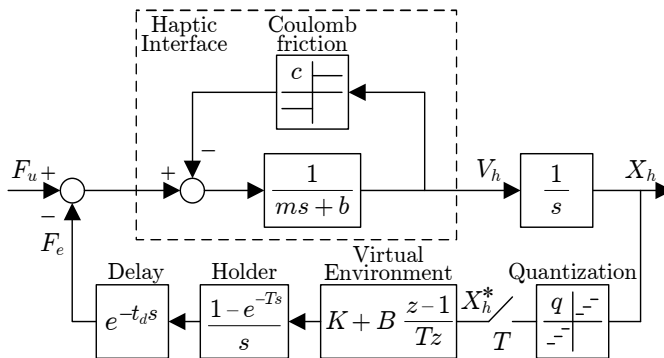 Haptic
Interface
Coulomb
friction
c
−
F_u
+
+
1
ms + b
V_h
1
s
X_h
−
F_e
Delay
e^{-t_d s}
Holder
1 - e^{-Ts}
s
Virtual
Environment
K + B
z - 1
Tz
X_h^*
T
Quantization
q